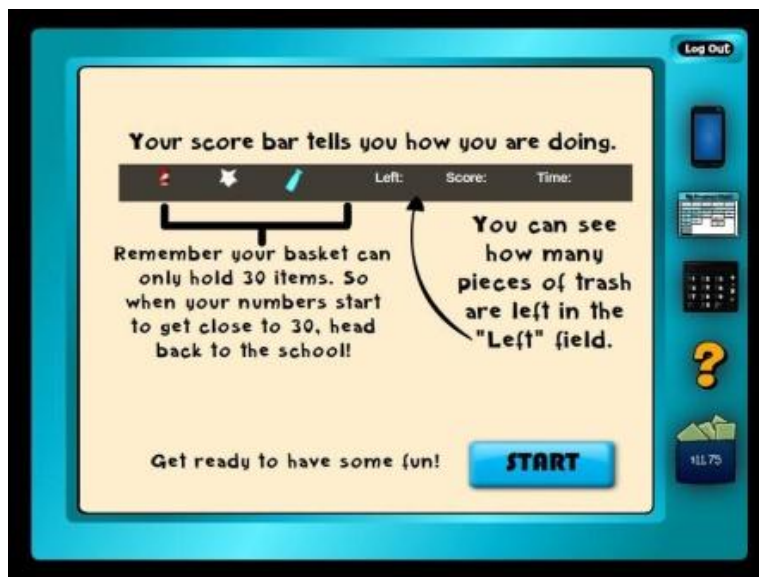 Log Out
Your score bar tells you how you are doing.
Left: Score: Time:
Remember your basket can
only hold 30 items. So
when your numbers start
to get close to 30, head
back to the school!
You can see
how many
pieces of trash
are left in the
"Left" field.
Get ready to have some fun!
START